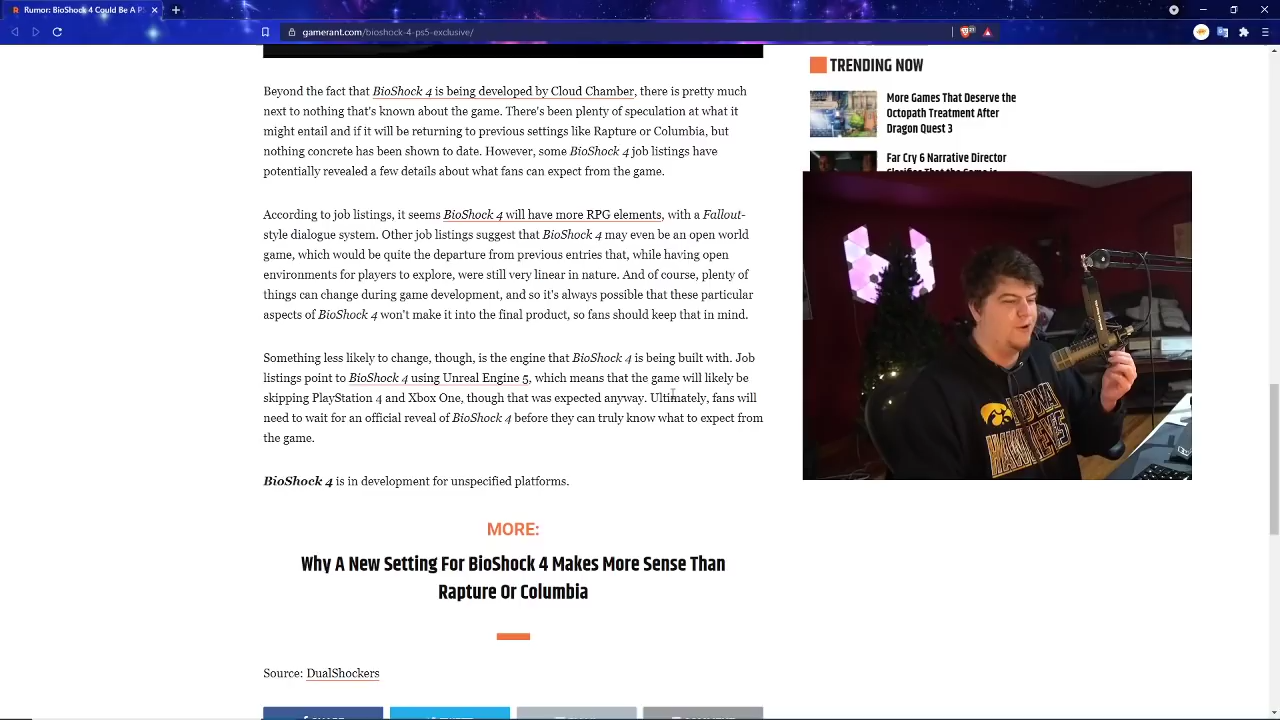 Rumor: BioShock 4 Could Be A PS
gamerant.com/bioshock-4-ps5-exclusive/
Beyond the fact that BioShock 4 is being developed by Cloud Chamber, there is pretty much
next to nothing that's known about the game. There's been plenty of speculation at what it
might entail and if it will be returning to previous settings like Rapture or Columbia, but
nothing concrete has been shown to date. However, some BioShock 4 job listings have
potentially revealed a few details about what fans can expect from the game.
According to job listings, it seems BioShock 4 will have more RPG elements, with a Fallout-
style dialogue system. Other job listings suggest that BioShock 4 may even be an open world
game, which would be quite the departure from previous entries that, while having open
environments for players to explore, were still very linear in nature. And of course, plenty of
things can change during game development, and so it's always possible that these particular
aspects of BioShock 4 won't make it into the final product, so fans should keep that in mind.
Something less likely to change, though, is the engine that BioShock 4 is being built with. Job
listings point to BioShock 4 using Unreal Engine 5, which means that the game will likely be
skipping PlayStation 4 and Xbox One, though that was expected anyway. Ultimately, fans will
need to wait for an official reveal of BioShock 4 before they can truly know what to expect from
the game.
BioShock 4 is in development for unspecified platforms.
MORE:
Why A New Setting For BioShock 4 Makes More Sense Than
Rapture Or Columbia
Source: DualShockers
TRENDING NOW
More Games That Deserve the
Octopath Treatment After
Dragon Quest 3
Far Cry 6 Narrative Director
Clarifies That the Game is
IOWA
HAWKEYES